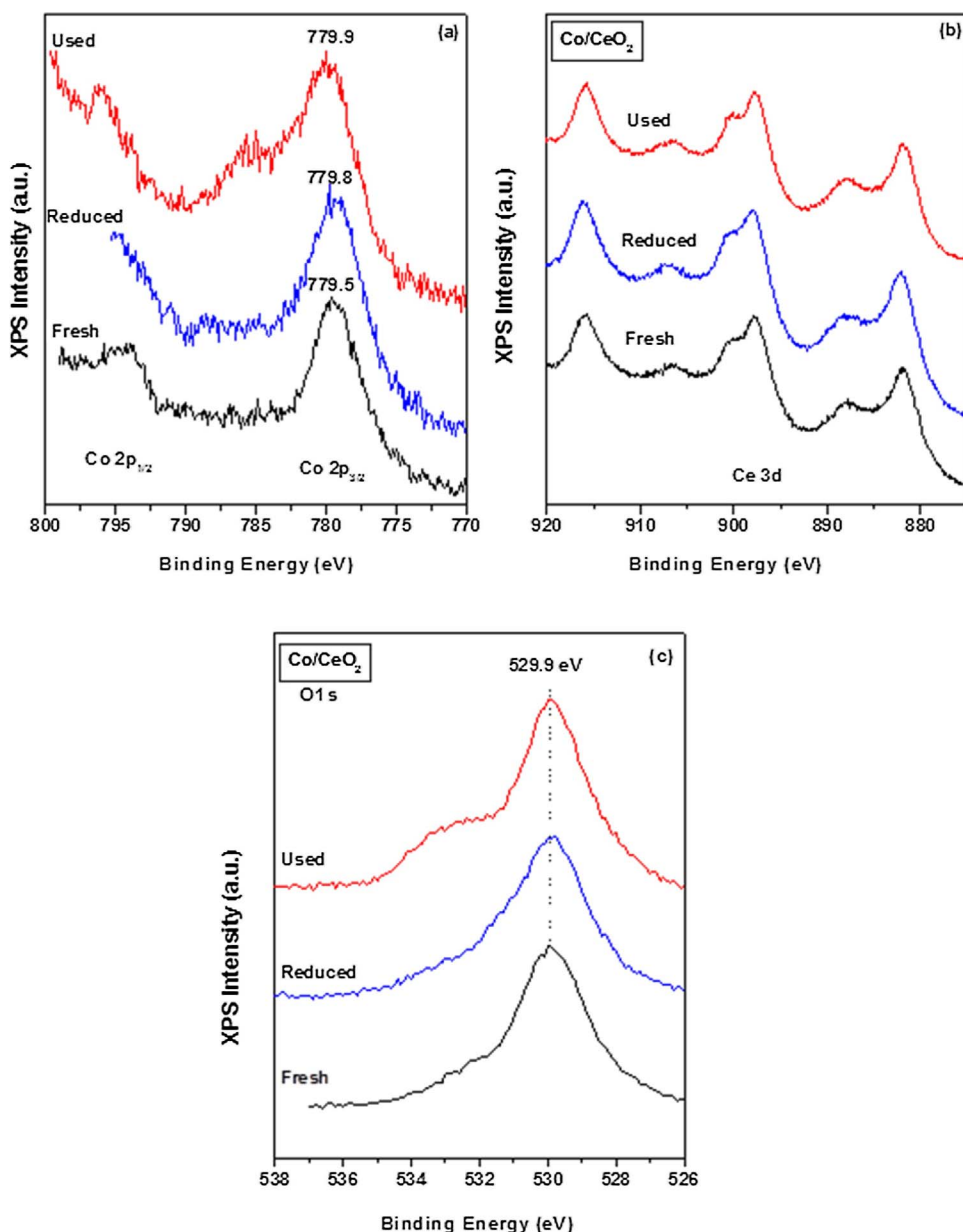 (a)
779.9
Used
779.8
Reduced
779.5
Fresh
Co 2p1/2
Co 2p3/2
XPS Intensity (a.u.)
800 795 790 785 780 775 770
Binding Energy (eV)
(b)
Co/CeO2
Used
Reduced
Fresh
Ce 3d
XPS Intensity (a.u.)
920 910 900 890 880
Binding Energy (eV)
(c)
Co/CeO2
529.9 eV
O1s
Used
Reduced
Fresh
XPS Intensity (a.u.)
538 536 534 532 530 528 526
Binding Energy (eV)